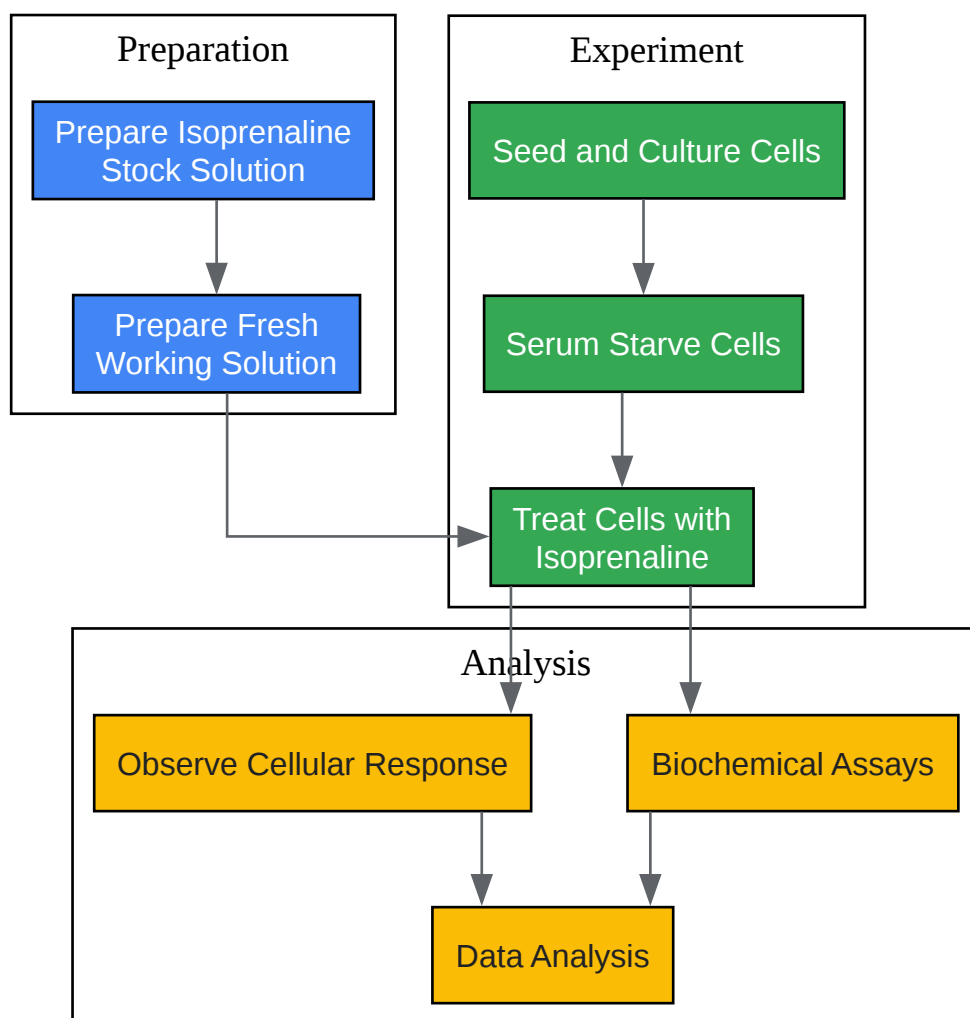 Preparation
Prepare Isoprenaline
Stock Solution
Prepare Fresh
Working Solution
Experiment
Seed and Culture Cells
Serum Starve Cells
Treat Cells with
Isoprenaline
Analysis
Observe Cellular Response
Biochemical Assays
Data Analysis